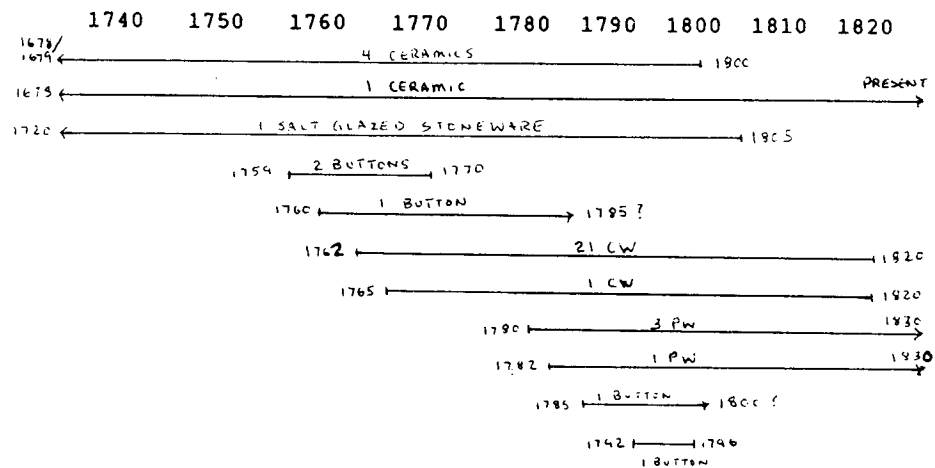 1740 1750 1760 1770 1780 1790 1800 1810 1820
1678/
1679 4 CERAMICS 1800
1675 1 CERAMIC PRESENT
1720 1 SALT GLAZED STONEWARE 1805
1759 2 BUTTONS 1770
1760 1 BUTTON 1785 ?
1762 21 CW 1820
1765 1 CW 1820
1780 3 PW 1830
1782 1 PW 1830
1785 1 BUTTON 1800 ?
1792 1796
1 BUTTON